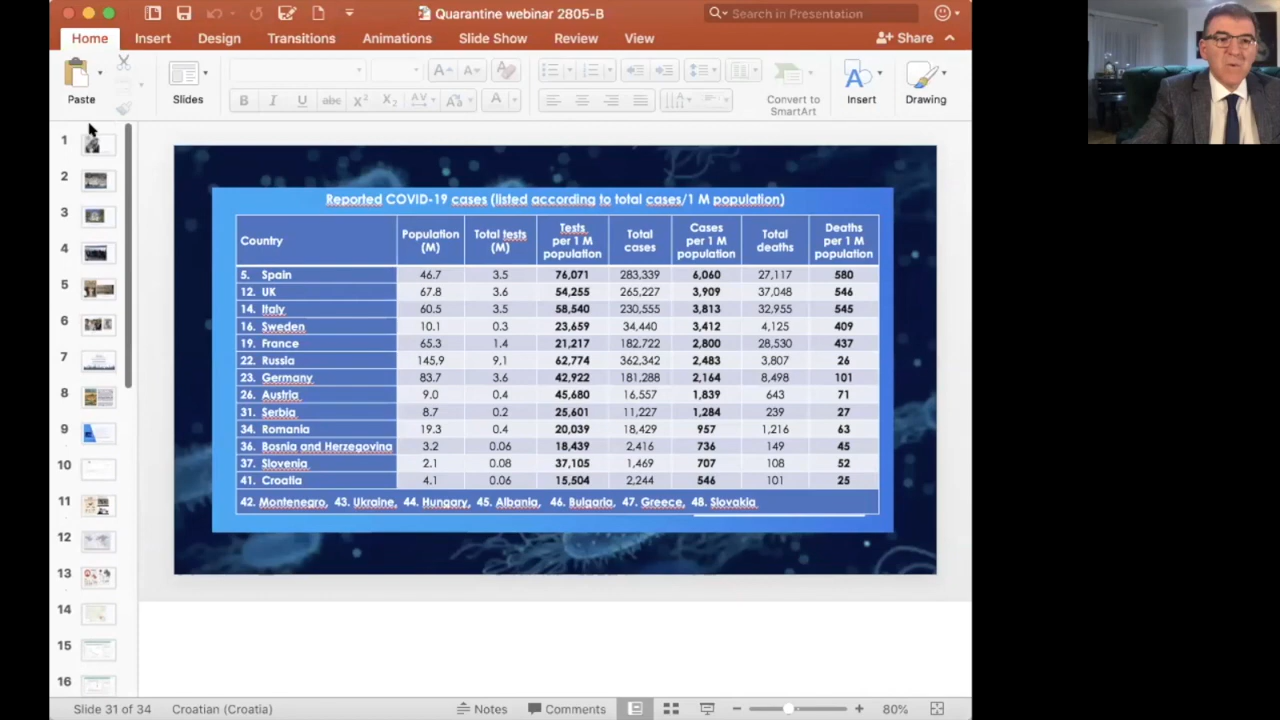 Quarantine webinar 2805-B
Search in Presentation
Home Insert Design Transitions Animations Slide Show Review View Share
Paste Slides Convert to SmartArt Insert Drawing
B I U abc X² X₂ AV A
1
2
3
4
5
6
7
8
9
10
11
12
13
14
15
16
Reported COVID-19 cases (listed according to total cases/1 M population)
Country Population (M) Total tests (M) Tests per 1 M population Total cases Cases per 1 M population Total deaths Deaths per 1 M population
5. Spain 46.7 3.5 76,071 283,339 6,060 27,117 580
12. UK 67.8 3.6 54,255 265,227 3,909 37,048 546
14. Italy 60.5 3.5 58,540 230,555 3,813 32,955 545
16. Sweden 10.1 0.3 23,659 34,440 3,412 4,125 409
19. France 65.3 1.4 21,217 182,722 2,800 28,530 437
22. Russia 145,9 9,1 62,774 362,342 2,483 3,807 26
23. Germany 83.7 3.6 42,922 181,288 2,164 8,498 101
26. Austria 9.0 0.4 45,680 16,557 1,839 643 71
31. Serbia 8.7 0.2 25,601 11,227 1,284 239 27
34. Romania 19.3 0.4 20,039 18,429 957 1,216 63
36. Bosnia and Herzegovina 3.2 0.06 18,439 2,416 736 149 45
37. Slovenia 2.1 0.08 37,105 1,469 707 108 52
41. Croatia 4.1 0.06 15,504 2,244 546 101 25
42. Montenegro, 43. Ukraine, 44. Hungary, 45. Albania, 46. Bulgaria, 47. Greece, 48. Slovakia
Slide 31 of 34 Croatian (Croatia) Notes Comments 80%